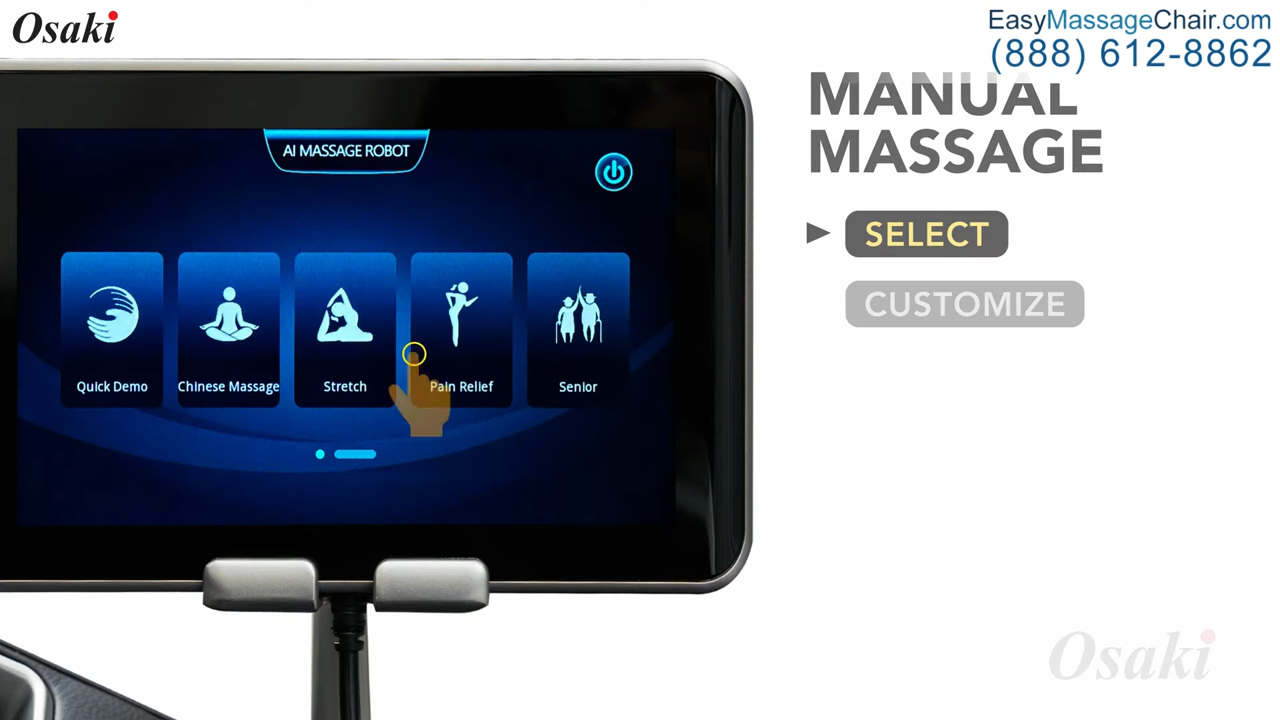 Osaki
EasyMassageChair.com
(888) 612-8862
MANUAL
MASSAGE
SELECT
CUSTOMIZE
AI MASSAGE ROBOT
Quick Demo
Chinese Massage
Stretch
Pain Relief
Senior
Osaki